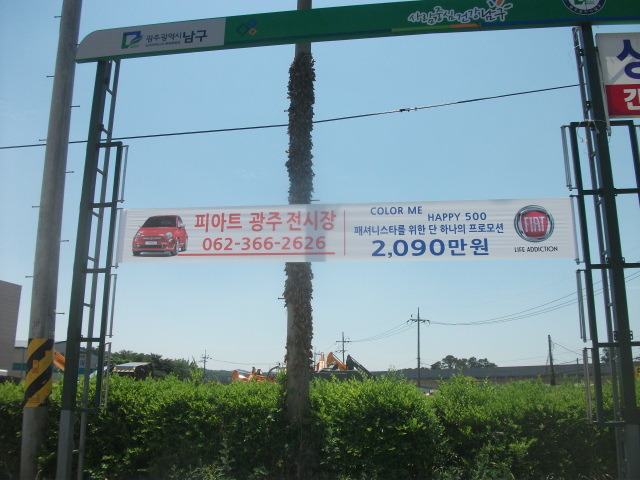 광주광역시 남구
피아트 광주 전시장
062-366-2626
COLOR ME
HAPPY 500
패셔니스타를 위한 단 하나의 프로모션
2,090만원
FIAT
LIFE ADDICTION